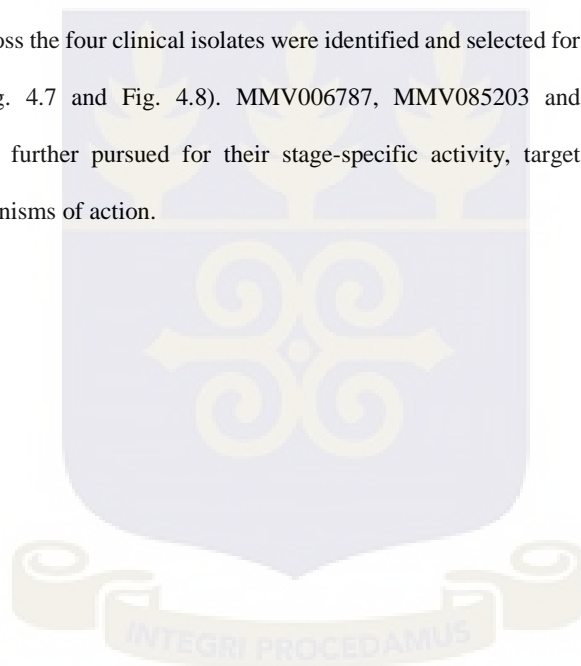 oss the four clinical isolates were identified and selected for
g. 4.7 and Fig. 4.8). MMV006787, MMV085203 and
further pursued for their stage-specific activity, target
nisms of action.
INTEGRI PROCEDAMUS